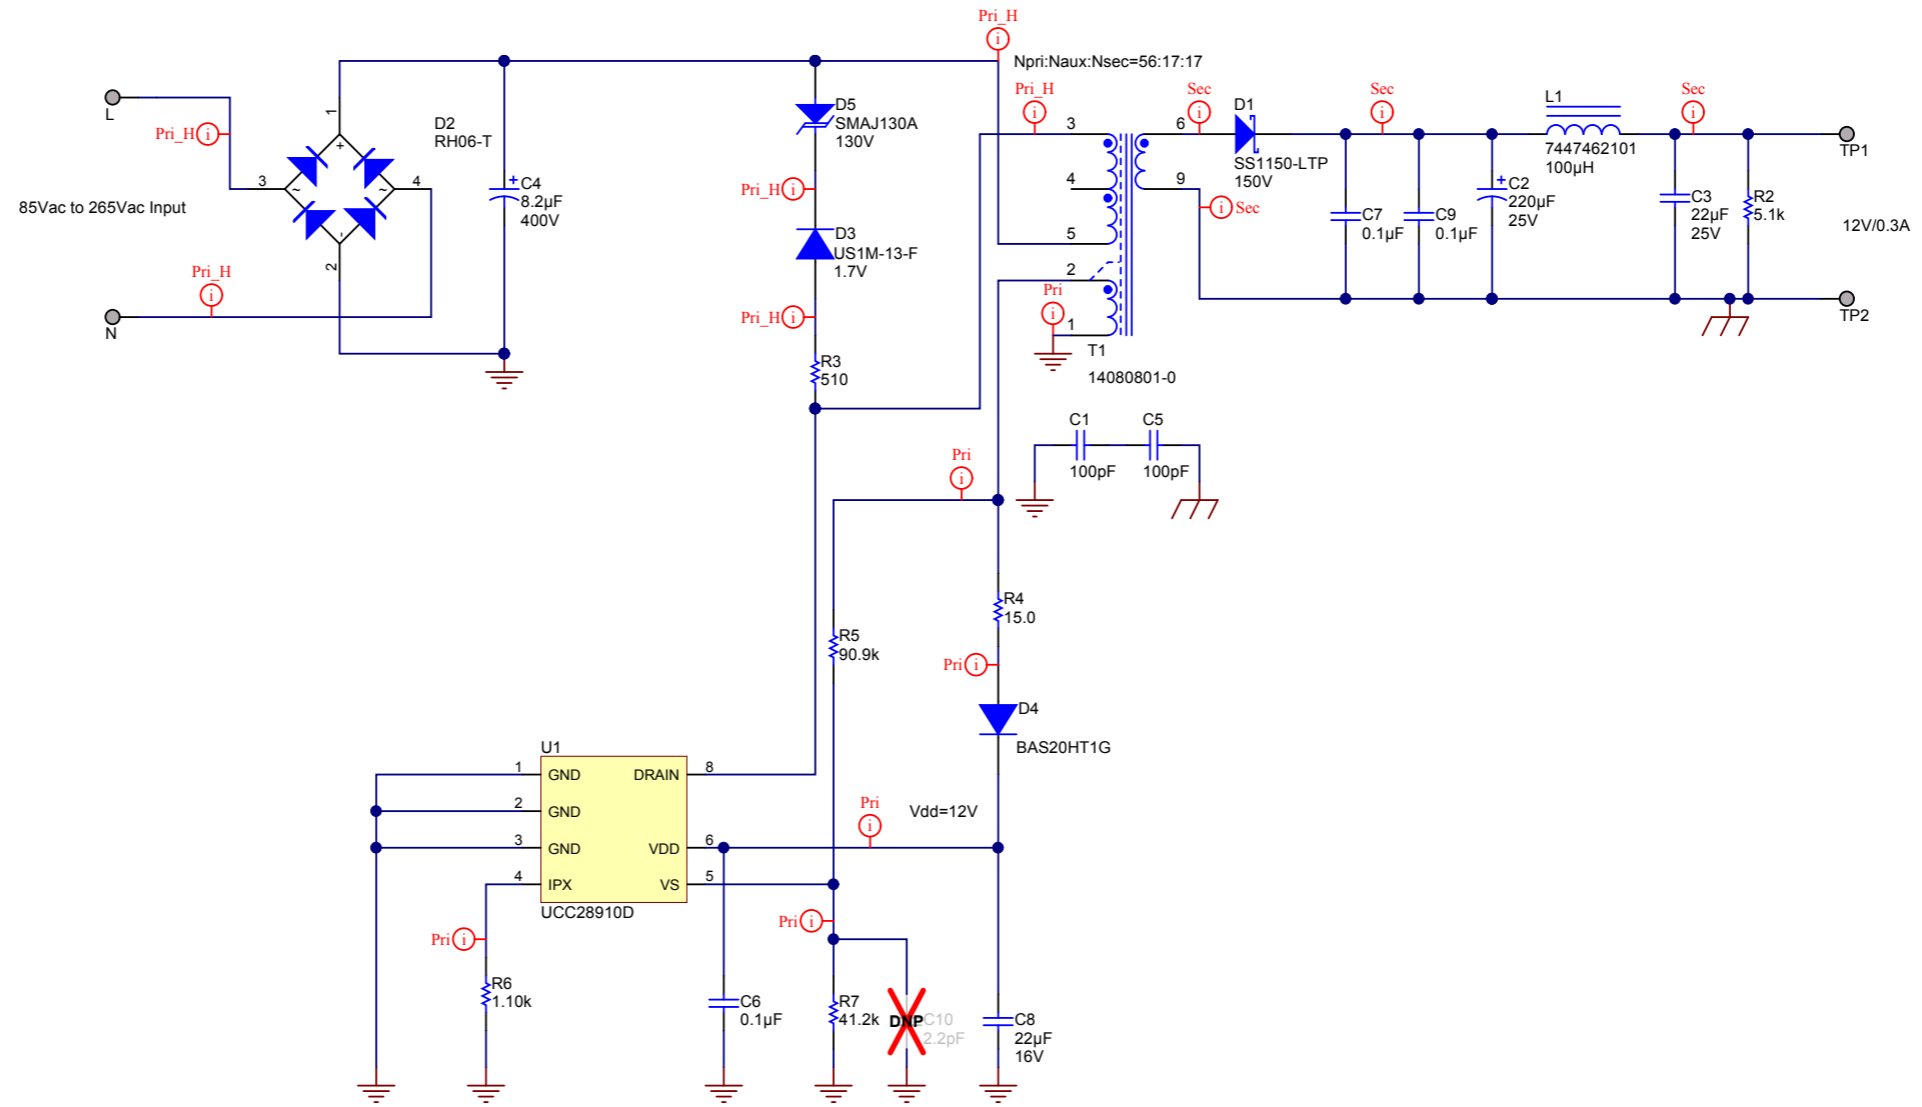 Pri_H
Npri:Naux:Nsec=56:17:17
L
Pri_H i
1
+
~
~
-
2
3
4
D2
RH06-T
85Vac to 265Vac Input
Pri_H
i
N
+
C4
8.2µF
400V
D5
SMAJ130A
130V
Pri_H i
D3
US1M-13-F
1.7V
Pri_H i
R3
510
i
Pri_H
i
3
4
5
2
1
Pri
i
T1
14080801-0
6
9
Sec
i
i Sec
D1
SS1150-LTP
150V
Sec
i
C7
0.1µF
C9
0.1µF
+
C2
220µF
25V
L1
7447462101
100µH
Sec
i
C3
22µF
25V
R2
5.1k
TP1
12V/0.3A
TP2
C1
100pF
C5
100pF
Pri
i
R4
15.0
R5
90.9k
Pri i
D4
BAS20HT1G
U1
1 GND
2 GND
3 GND
4 IPX
DRAIN 8
VDD 6
VS 5
UCC28910D
Pri
i
Vdd=12V
Pri i
R6
1.10k
Pri i
C6
0.1µF
R7
41.2k
DNP
C10
2.2pF
C8
22µF
16V